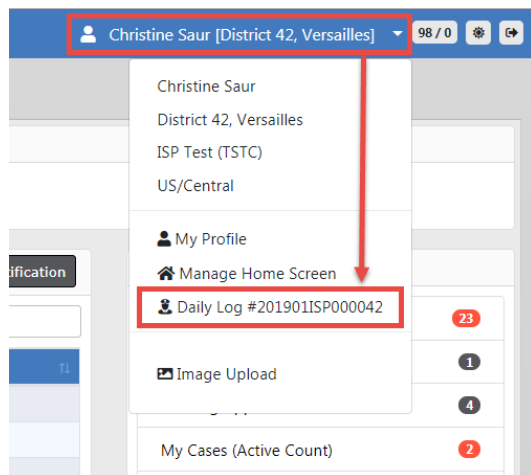 Christine Saur [District 42, Versailles]
98 / 0
Christine Saur
District 42, Versailles
ISP Test (TSTC)
US/Central
My Profile
ification
Manage Home Screen
Daily Log #201901ISP000042
23
1
Image Upload
4
My Cases (Active Count)
2